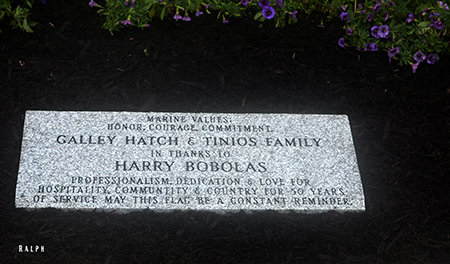 MARINE VALUES:
HONOR, COURAGE, COMMITMENT.
GALLEY HATCH & TINIOS FAMILY
IN THANKS TO
HARRY BOBOLAS
PROFESSIONALISM, DEDICATION & LOVE FOR
HOSPITALITY, COMMUNTITY & COUNTRY FOR 50 YEARS
OF SERVICE MAY THIS FLAG BE A CONSTANT REMINDER.
RALPH